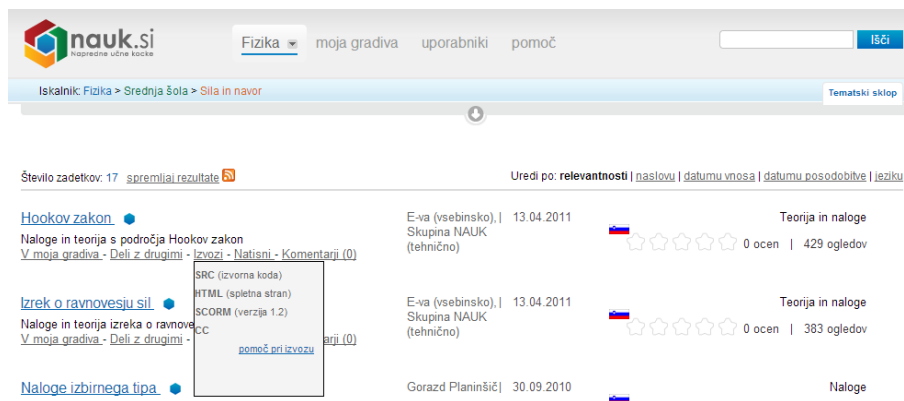 nauk.si
Napredne učne kocke
Fizika moja gradiva uporabniki pomoč Išči
Iskalnik: Fizika > Srednja šola > Sila in navor Tematski sklop
Število zadetkov: 17 spremljaj rezultate Uredi po: relevantnosti | naslovu | datumu vnosa | datumu posodobitve | jeziku
Hookov zakon E-va (vsebinsko), | 13.04.2011 Teorija in naloge
Skupina NAUK
Naloge in teorija s področja Hookov zakon (tehnično) 0 ocen | 429 ogledov
V moja gradiva - Deli z drugimi - Izvozi - Natisni - Komentarji (0)
SRC (izvorna koda)
HTML (spletna stran)
SCORM (verzija 1.2)
CC
pomoč pri izvozu
Izrek o ravnovesju sil E-va (vsebinsko), | 13.04.2011 Teorija in naloge
Skupina NAUK
Naloge in teorija izreka o ravnove (tehnično) 0 ocen | 383 ogledov
V moja gradiva - Deli z drugimi - arji (0)
Naloge izbirnega tipa Gorazd Planinšič | 30.09.2010 Naloge